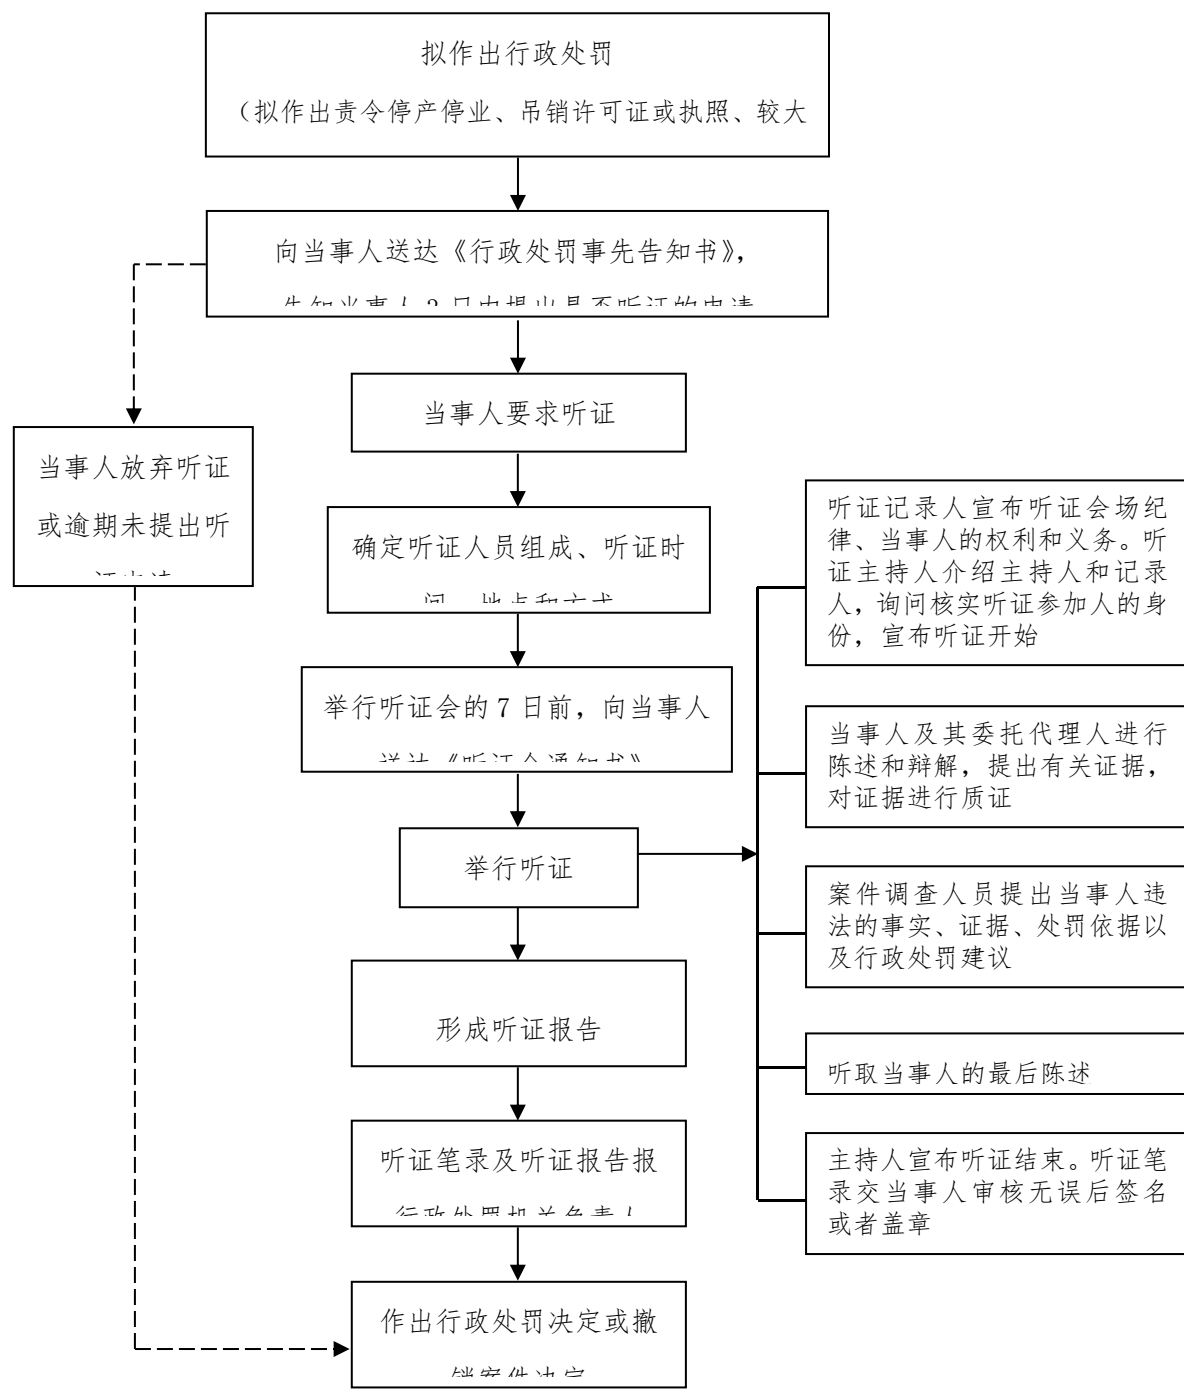 拟作出行政处罚
（拟作出责令停产停业、吊销许可证或执照、较大
向当事人送达《行政处罚事先告知书》，
当事人要求听证
当事人放弃听证
或逾期未提出听
确定听证人员组成、听证时
举行听证会的 7 日前，向当事人
举行听证
形成听证报告
听证笔录及听证报告报
作出行政处罚决定或撤
听证记录人宣布听证会场纪
律、当事人的权利和义务。听
证主持人介绍主持人和记录
人，询问核实听证参加人的身
份，宣布听证开始
当事人及其委托代理人进行
陈述和辩解，提出有关证据，
对证据进行质证
案件调查人员提出当事人违
法的事实、证据、处罚依据以
及行政处罚建议
听取当事人的最后陈述
主持人宣布听证结束。听证笔
录交当事人审核无误后签名
或者盖章